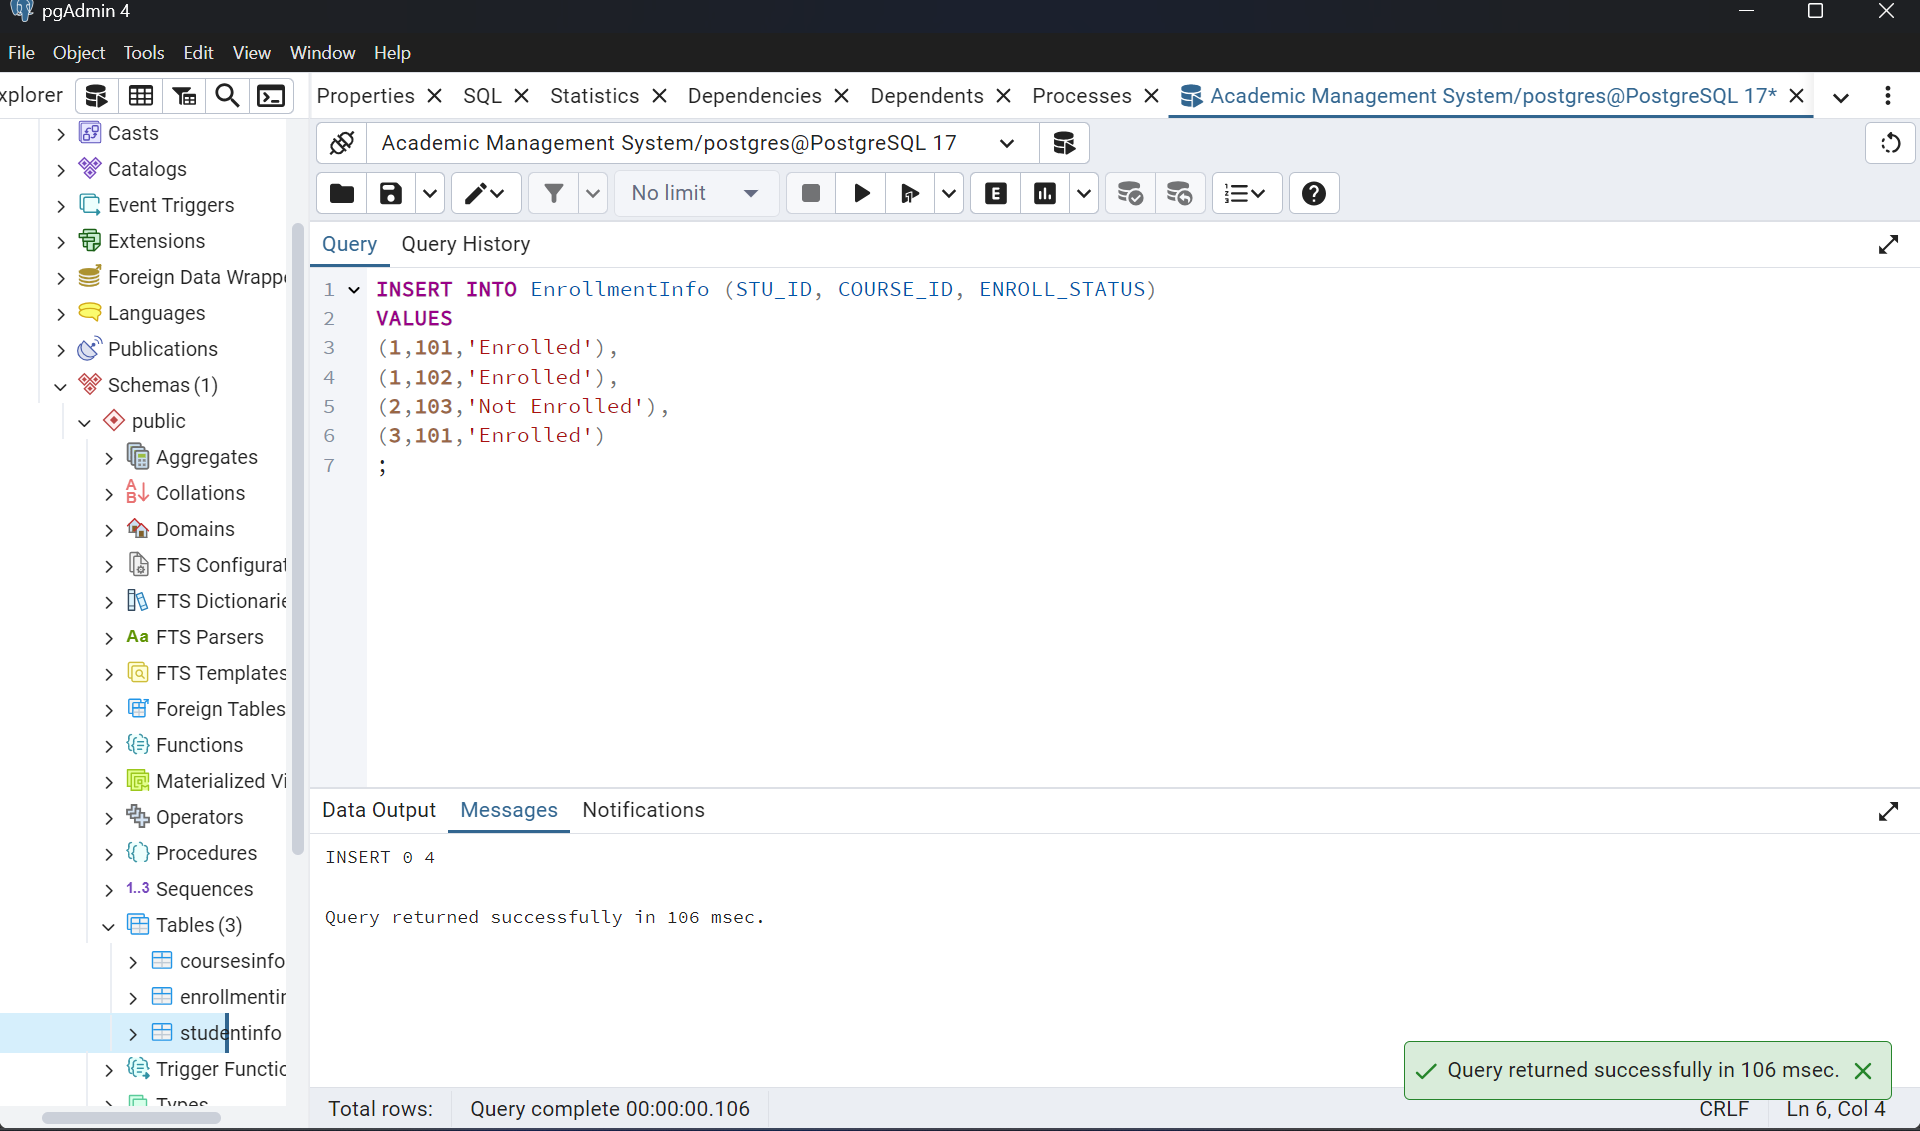 pgAdmin 4
File Object Tools Edit View Window Help
xplorer
Properties SQL Statistics Dependencies Dependents Processes Academic Management System/postgres@PostgreSQL 17*
Academic Management System/postgres@PostgreSQL 17
No limit
E
Query Query History
1 INSERT INTO EnrollmentInfo (STU_ID, COURSE_ID, ENROLL_STATUS)
2 VALUES
3 (1,101,'Enrolled'),
4 (1,102,'Enrolled'),
5 (2,103,'Not Enrolled'),
6 (3,101,'Enrolled')
7 ;
Casts
Catalogs
Event Triggers
Extensions
Foreign Data Wrapp
Languages
Publications
Schemas (1)
public
Aggregates
Collations
Domains
FTS Configurat
FTS Dictionarie
Aa FTS Parsers
FTS Templates
Foreign Tables
Functions
Materialized Vi
Operators
Procedures
1..3 Sequences
Tables (3)
coursesinfo
enrollmentin
studentinfo
Trigger Functio
Types
Data Output Messages Notifications
INSERT 0 4
Query returned successfully in 106 msec.
Query returned successfully in 106 msec.
Total rows: Query complete 00:00:00.106
CRLF Ln 6, Col 4